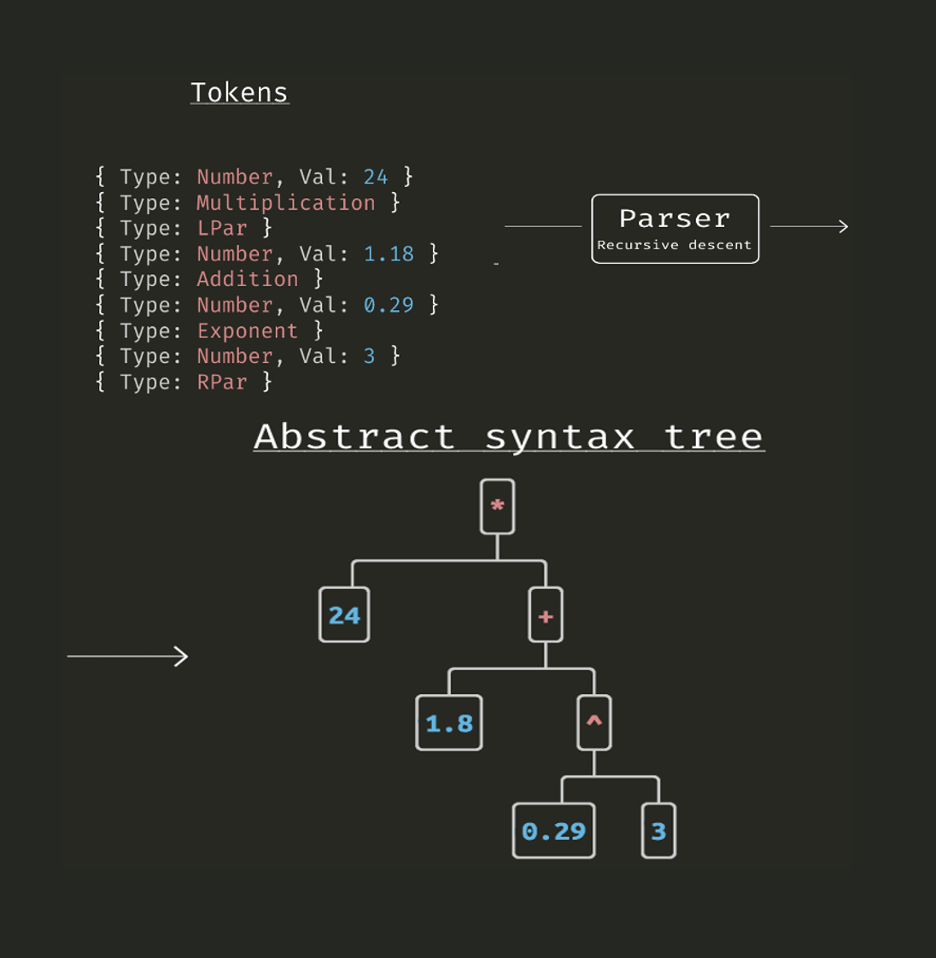 Tokens
{ Type: Number, Val: 24 }
{ Type: Multiplication }
{ Type: LPar }
{ Type: Number, Val: 1.18 }
{ Type: Addition }
{ Type: Number, Val: 0.29 }
{ Type: Exponent }
{ Type: Number, Val: 3 }
{ Type: RPar }
Parser
Recursive descent
Abstract syntax tree
*
24
+
1.8
^
0.29
3